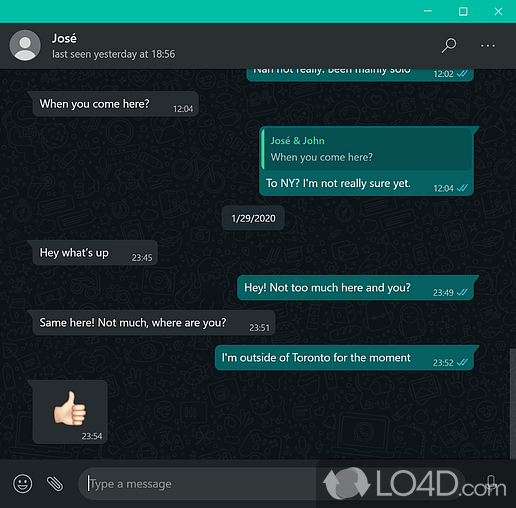 José
last seen yesterday at 18:56
Nah not really. Been mainly solo
12:02
When you come here?
12:04
José & John
When you come here?
To NY? I'm not really sure yet.
12:04
1/29/2020
Hey what's up
23:45
Hey! Not too much here and you?
23:49
Same here! Not much, where are you?
23:51
I'm outside of Toronto for the moment
23:52
23:54
Type a message
LO4D.com